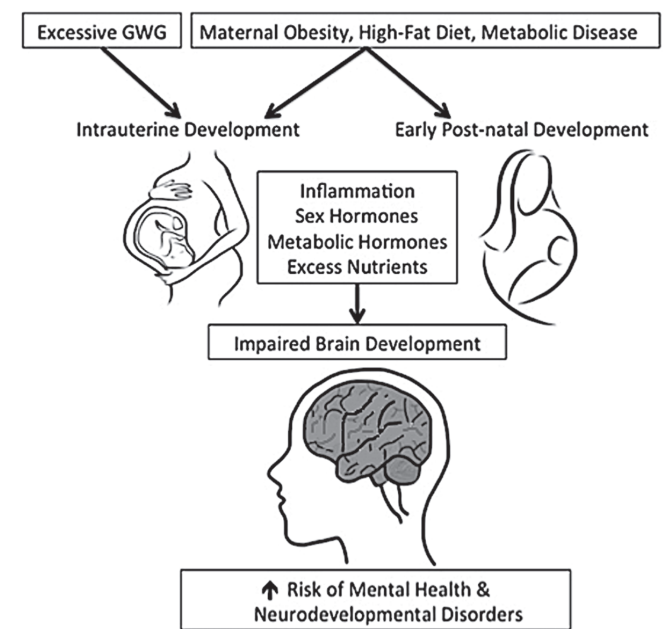 Excessive GWG
Maternal Obesity, High-Fat Diet, Metabolic Disease
Intrauterine Development
Early Post-natal Development
Inflammation
Sex Hormones
Metabolic Hormones
Excess Nutrients
Impaired Brain Development
↑ Risk of Mental Health &
Neurodevelopmental Disorders